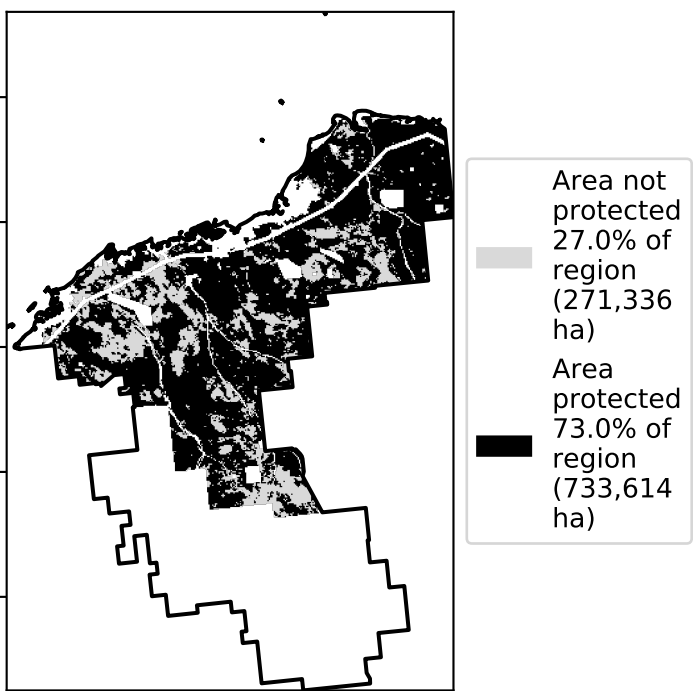 Area not
protected
27.0% of
region
(271,336
ha)
Area
protected
73.0% of
region
(733,614
ha)